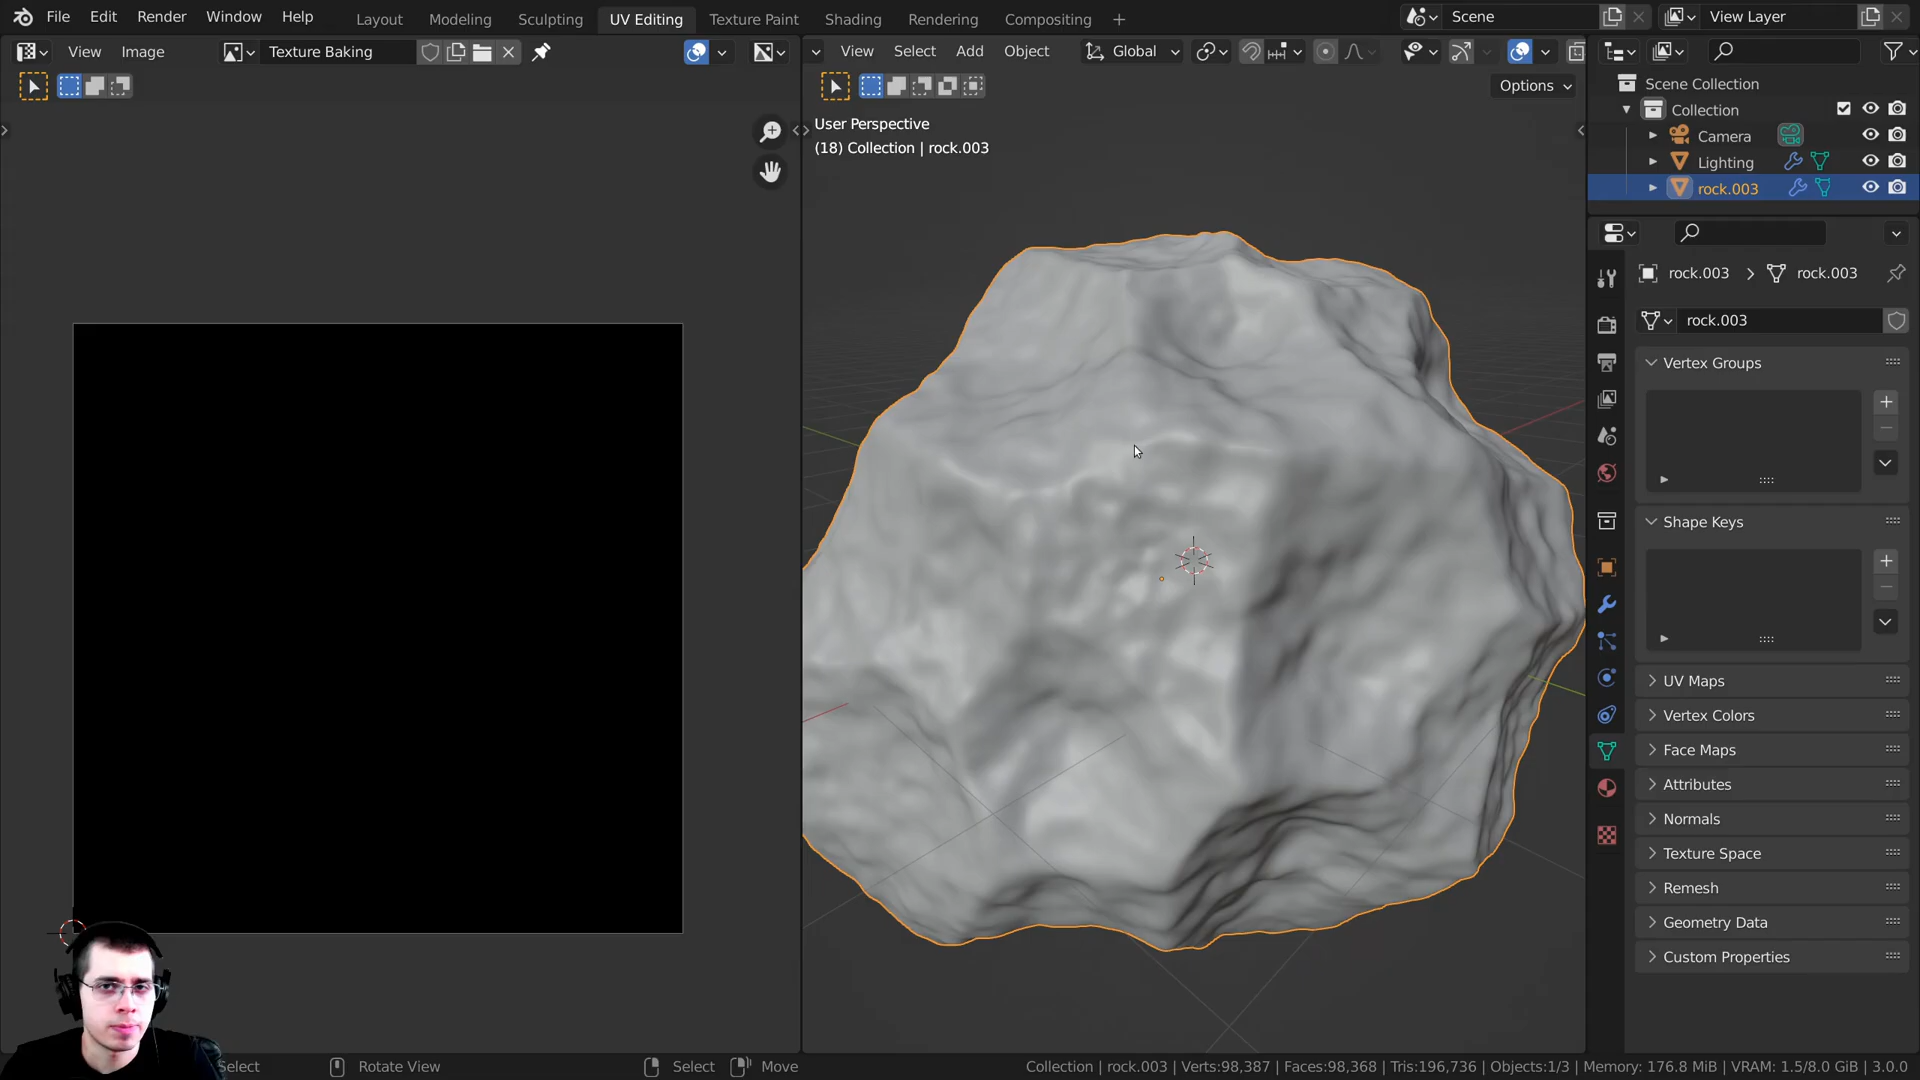 File Edit Render Window Help
Layout Modeling Sculpting UV Editing Texture Paint Shading Rendering Compositing +
Scene
View Layer
View Image Texture Baking
View Select Add Object Global
Options
User Perspective
(18) Collection | rock.003
Scene Collection
Collection
Camera
Lighting
rock.003
rock.003 > rock.003
rock.003
Vertex Groups
Shape Keys
UV Maps
Vertex Colors
Face Maps
Attributes
Normals
Texture Space
Remesh
Geometry Data
Custom Properties
Select Rotate View Select Move
Collection | rock.003 | Verts:98,387 | Faces:98,368 | Tris:196,736 | Objects:1/3 | Memory: 176.8 MiB | VRAM: 1.5/8.0 GiB | 3.0.0